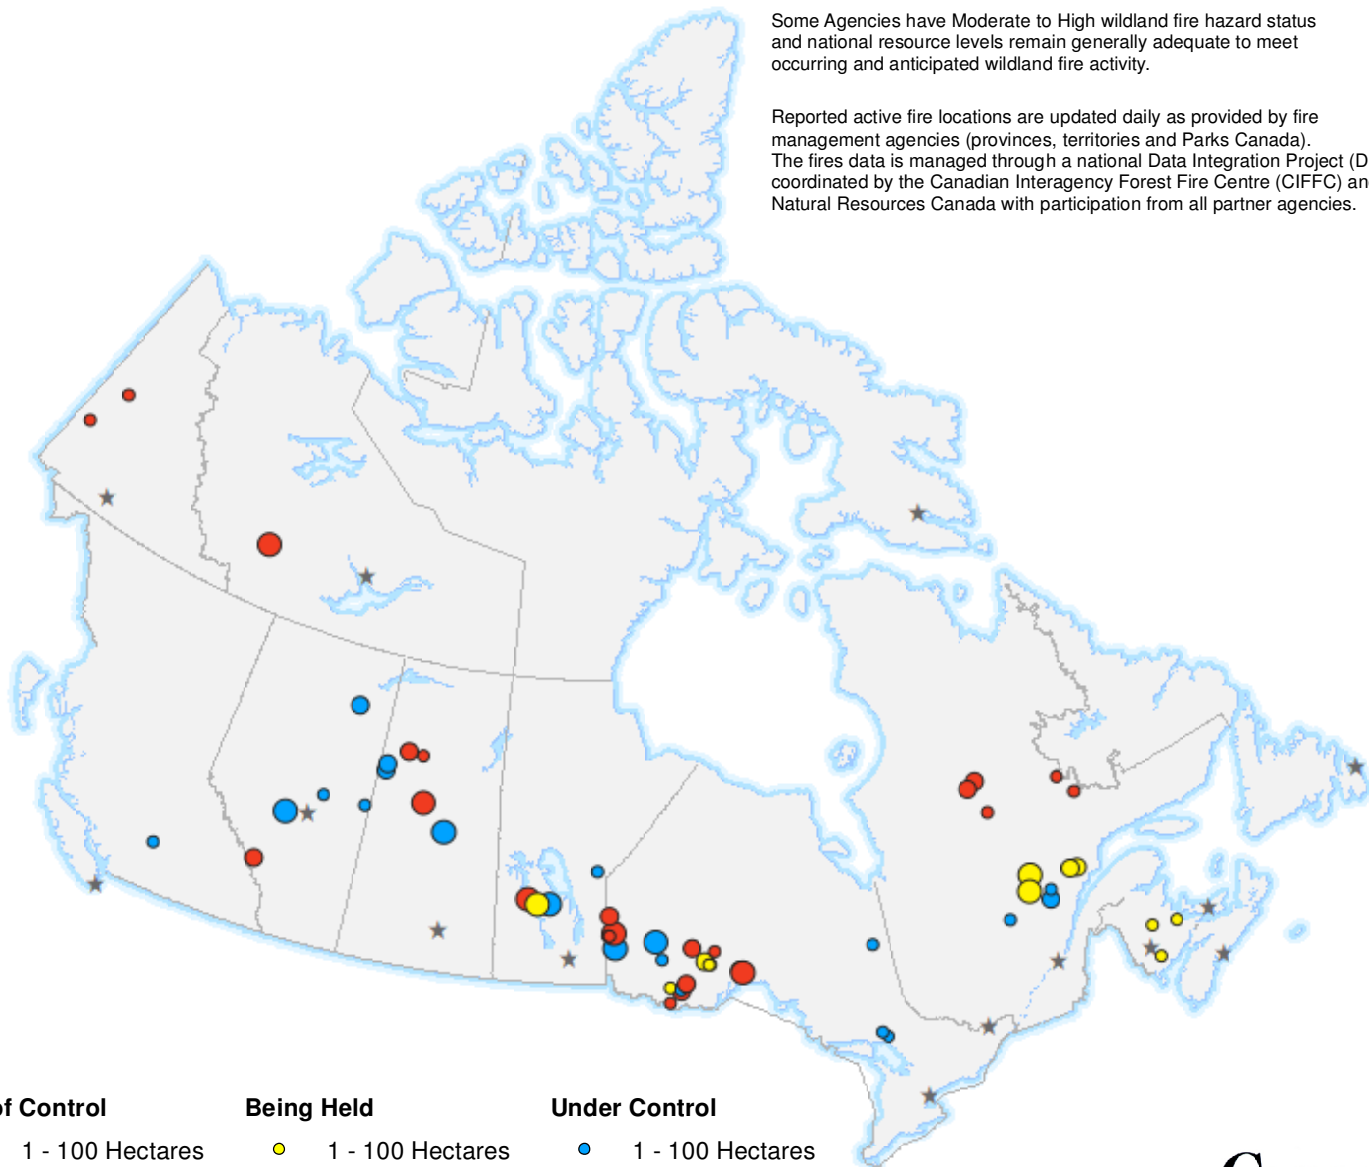 Some Agencies have Moderate to High wildland fire hazard status
and national resource levels remain generally adequate to meet
occurring and anticipated wildland fire activity.
Reported active fire locations are updated daily as provided by fire
management agencies (provinces, territories and Parks Canada).
The fires data is managed through a national Data Integration Project (D
coordinated by the Canadian Interagency Forest Fire Centre (CIFFC) an
Natural Resources Canada with participation from all partner agencies.
of Control Being Held Under Control
1 - 100 Hectares 1 - 100 Hectares 1 - 100 Hectares